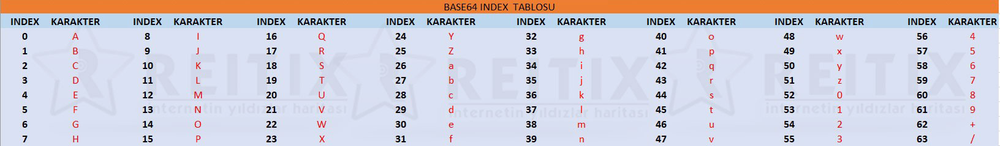 BASE64 INDEX TABLOSU
INDEX KARAKTER INDEX KARAKTER INDEX KARAKTER INDEX KARAKTER INDEX KARAKTER INDEX KARAKTER INDEX KARAKTER INDEX KARAKTER
0 A 8 I 16 Q 24 Y 32 g 40 o 48 w 56 4
1 B 9 J 17 R 25 Z 33 h 41 p 49 x 57 5
2 C 10 K 18 S 26 a 34 i 42 q 50 y 58 6
3 D 11 L 19 T 27 b 35 j 43 r 51 z 59 7
4 E 12 M 20 U 28 c 36 k 44 s 52 0 60 8
5 F 13 N 21 V 29 d 37 l 45 t 53 1 61 9
6 G 14 O 22 W 30 e 38 m 46 u 54 2 62 +
7 H 15 P 23 X 31 f 39 n 47 v 55 3 63 /
REITIX REITIX REITIX
internetin yıldızlar haritası internetin yıldızlar haritası internetin yıldızlar haritası